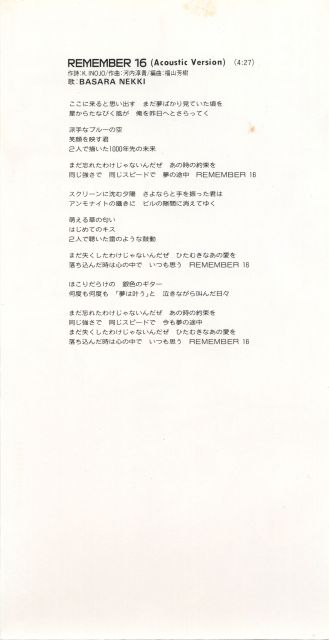 REMEMBER 16 (Acoustic Version) (4:27)
作詩:K.INOJO/作曲:河内淳貴/編曲:福山芳樹
歌:BASARA NEKKI
ここに来ると思い出す　まだ夢ばかり見ていた頃を
扉からたなびく風が　俺を昨日へとさらってく
派手なブルーの空
笑顔を映す君
2人で描いた1000年先の未来
まだ忘れたわけじゃないんだぜ　あの時の約束を
同じ強さで　同じスピードで　夢の途中　REMEMBER 16
スクリーンに沈む夕陽　さよならと手を振った君は
アンモナイトの囁きに　ビルの隙間に消えてゆく
萌える草の匂い
はじめてのキス
2人で聴いた雷のような鼓動
まだ失くしたわけじゃないんだぜ　ひたむきなあの愛を
落ち込んだ時は心の中で　いつも思う　REMEMBER 16
ほこりだらけの　銀色のギター
何度も何度も　「夢は叶う」と　泣きながら叫んだ日々
まだ忘れたわけじゃないんだぜ　あの時の約束を
同じ強さで　同じスピードで　今も夢の途中
まだ失くしたわけじゃないんだぜ　ひたむきなあの愛を
落ち込んだ時は心の中で　いつも思う　REMEMBER 16